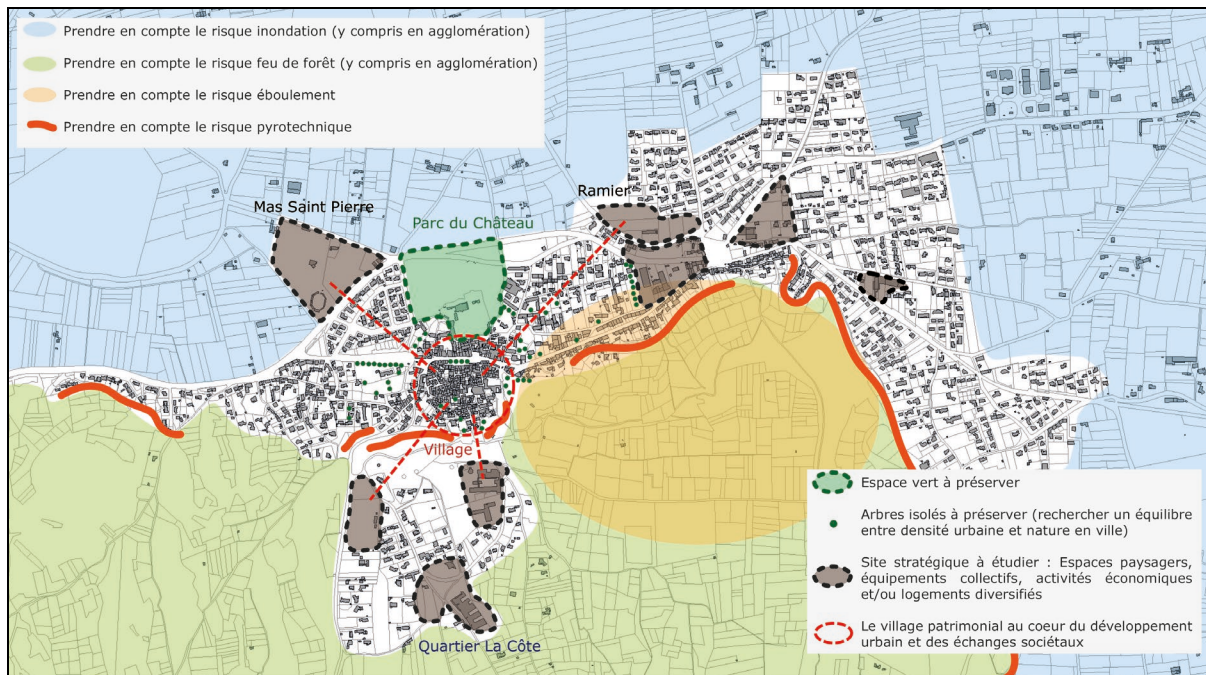 Prendre en compte le risque inondation (y compris en agglomération)
Prendre en compte le risque feu de forêt (y compris en agglomération)
Prendre en compte le risque éboulement
Prendre en compte le risque pyrotechnique
Ramier
Mas Saint Pierre
Parc du Château
Village
Quartier La Côte
Espace vert à préserver
Arbres isolés à préserver (rechercher un équilibre
entre densité urbaine et nature en ville)
Site stratégique à étudier : Espaces paysagers,
équipements collectifs, activités économiques
et/ou logements diversifiés
Le village patrimonial au coeur du développement
urbain et des échanges sociétaux